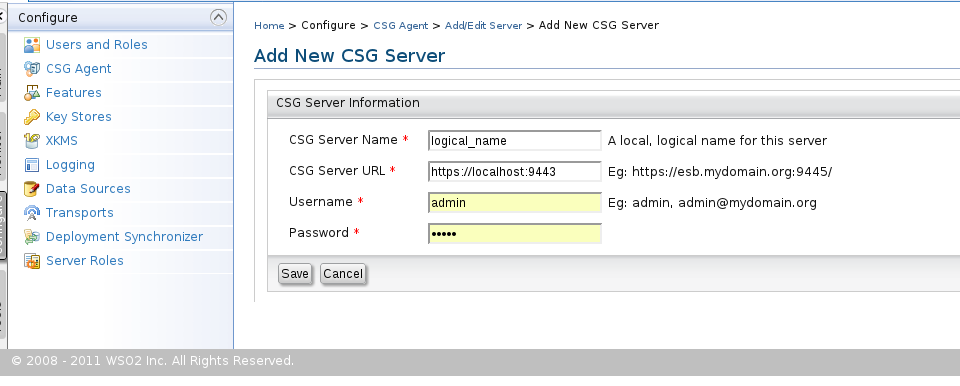 Configure
Users and Roles
CSG Agent
Features
Key Stores
XKMS
Logging
Data Sources
Transports
Deployment Synchronizer
Server Roles
Home > Configure > CSG Agent > Add/Edit Server > Add New CSG Server
Add New CSG Server
CSG Server Information
CSG Server Name * logical_name A local, logical name for this server
CSG Server URL * https://localhost:9443 Eg: https://esb.mydomain.org:9445/
Username * admin Eg: admin, admin@mydomain.org
Password * •••••
Save Cancel
© 2008 - 2011 WSO2 Inc. All Rights Reserved.